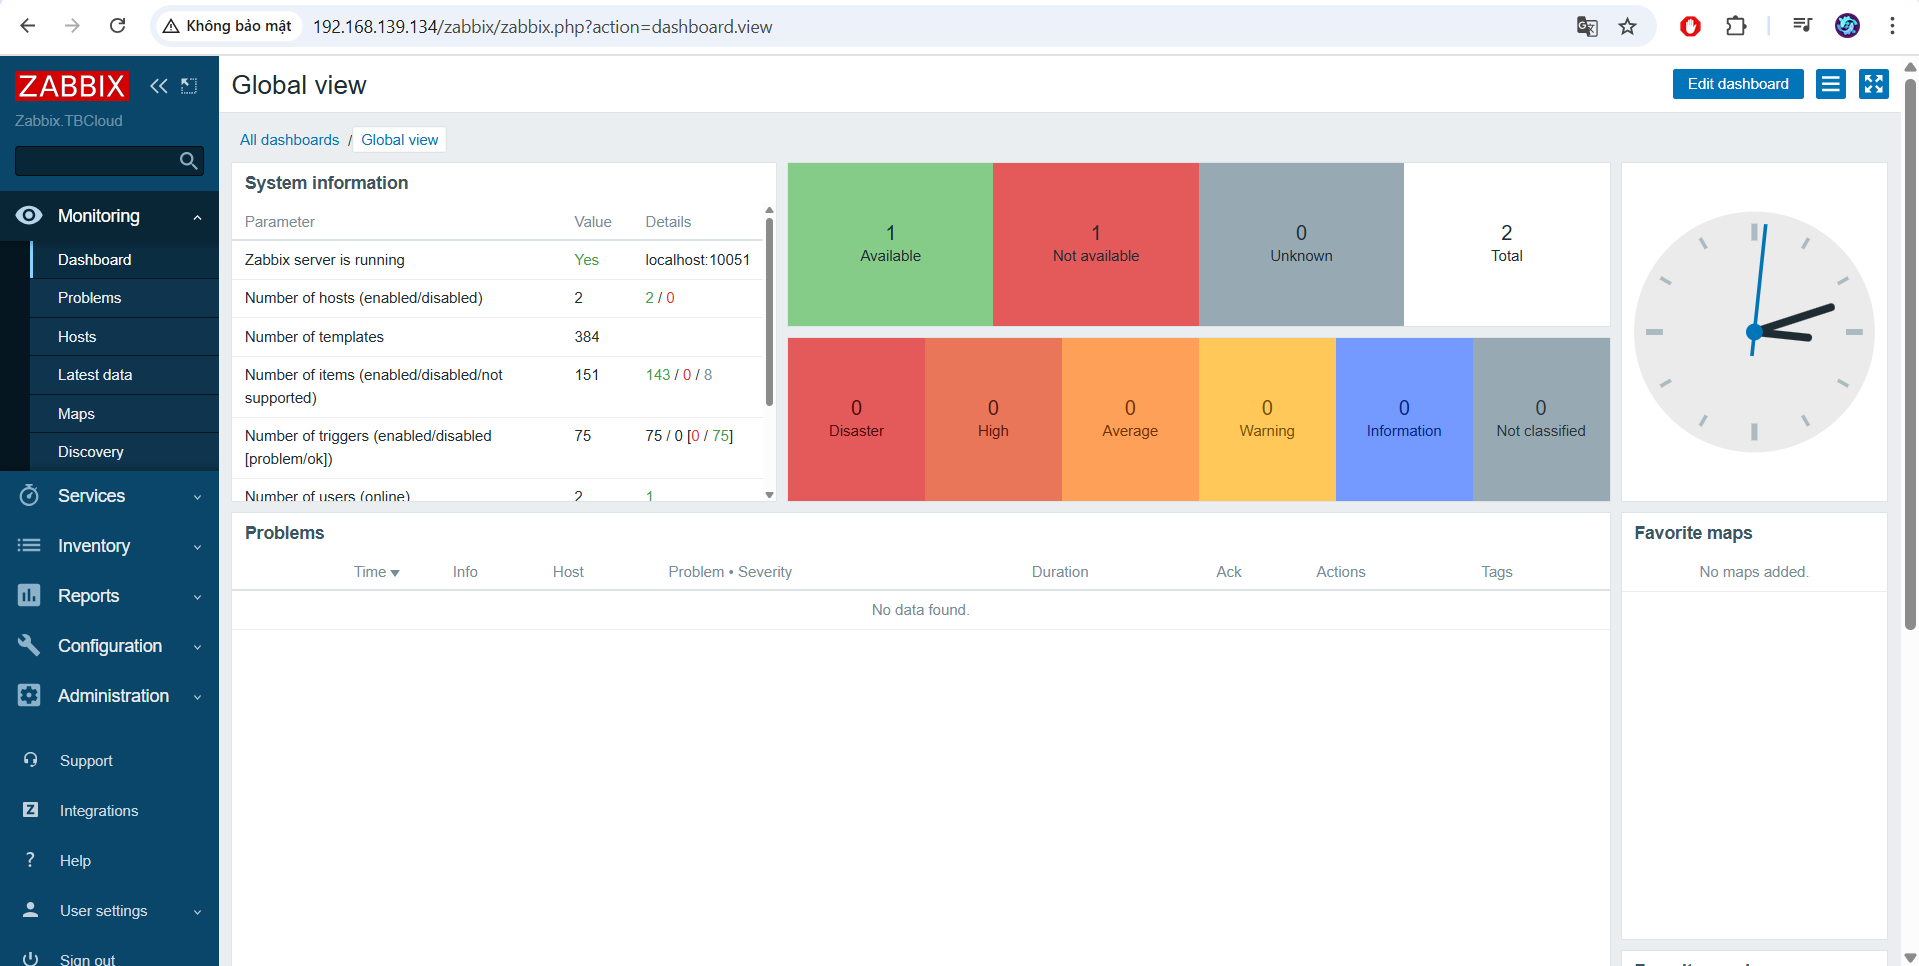 Không bảo mật
192.168.139.134/zabbix/zabbix.php?action=dashboard.view
ZABBIX
Zabbix.TBCloud
Monitoring
Dashboard
Problems
Hosts
Latest data
Maps
Discovery
Services
Inventory
Reports
Configuration
Administration
Support
Z Integrations
? Help
User settings
Sign out
Global view
Edit dashboard
All dashboards / Global view
System information
Parameter Value Details
Zabbix server is running Yes localhost:10051
Number of hosts (enabled/disabled) 2 2 / 0
Number of templates 384
Number of items (enabled/disabled/not supported) 151 143 / 0 / 8
Number of triggers (enabled/disabled [problem/ok]) 75 75 / 0 [0 / 75]
Number of users (online) 2 1
1
Available
1
Not available
0
Unknown
2
Total
0
Disaster
0
High
0
Average
0
Warning
0
Information
0
Not classified
Problems
Time Info Host Problem • Severity Duration Ack Actions Tags
No data found.
Favorite maps
No maps added.